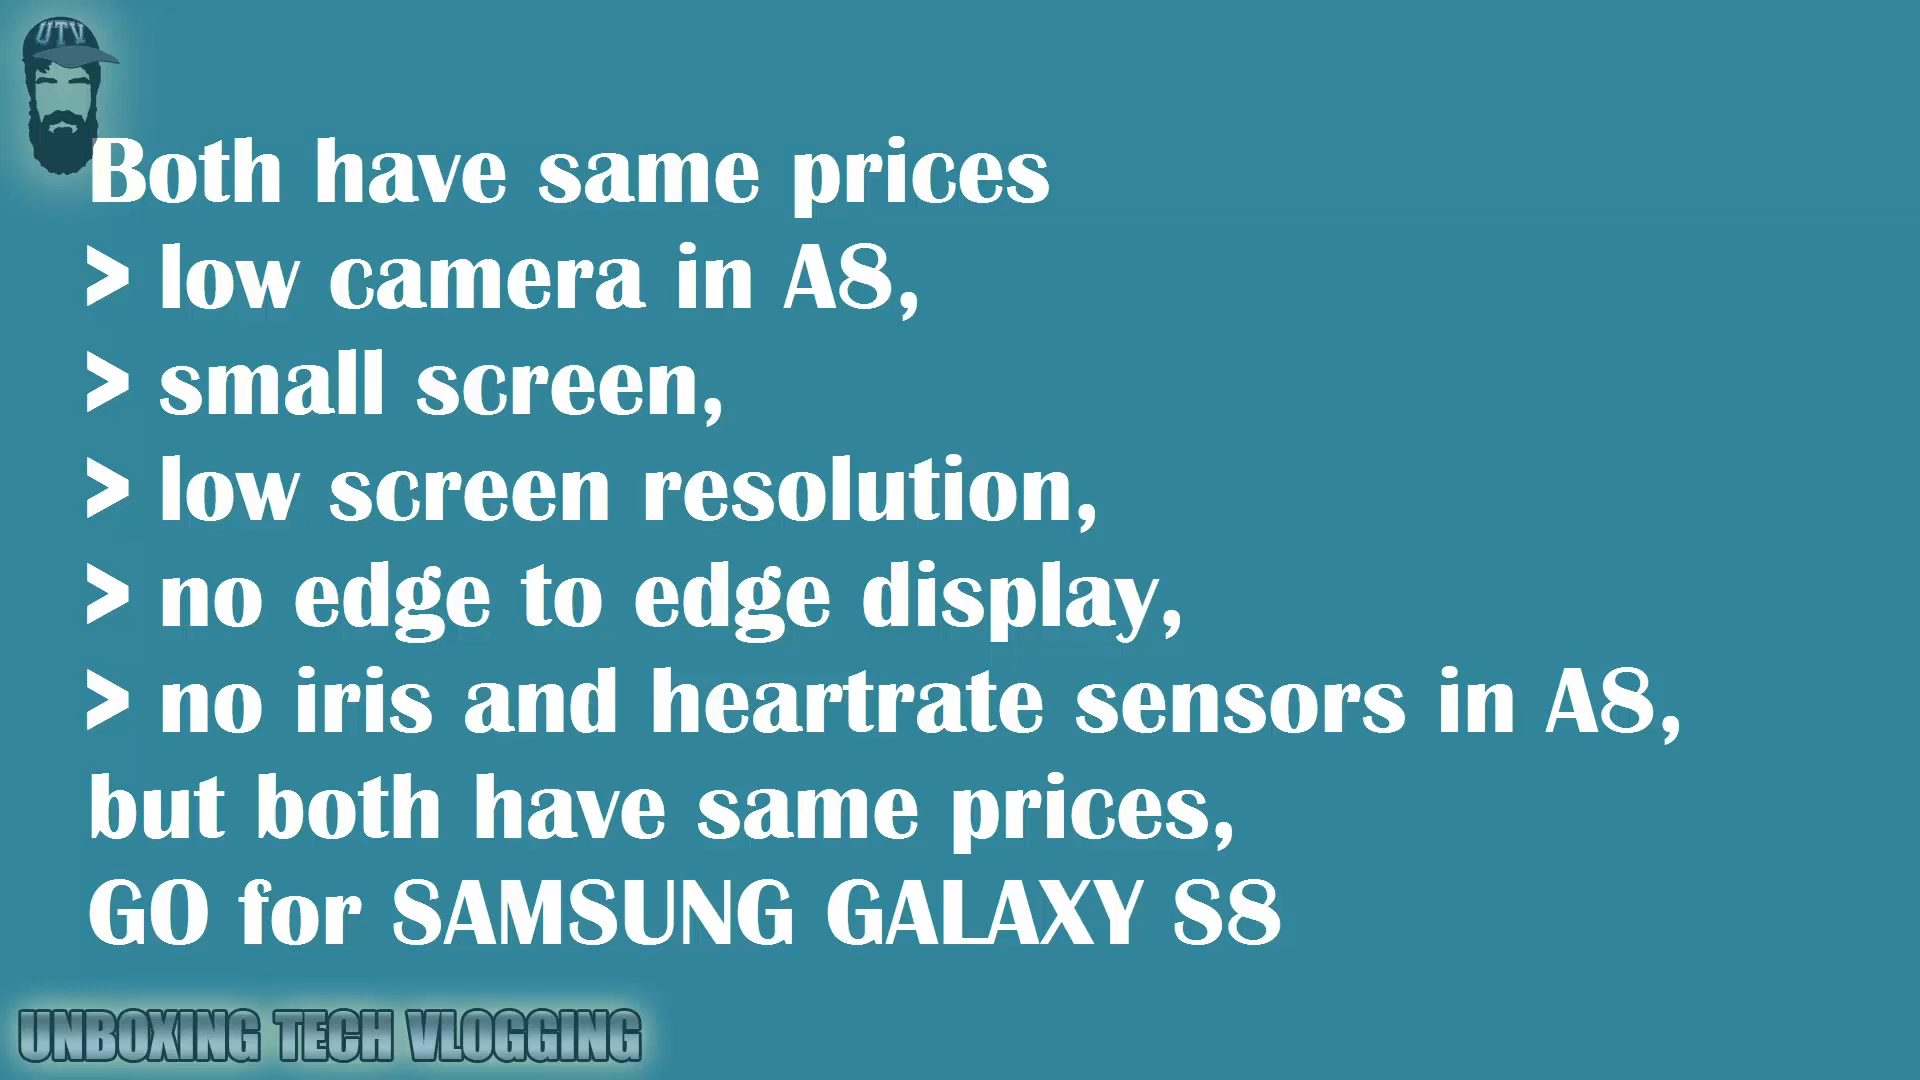 UTV
Both have same prices
> low camera in A8,
> small screen,
> low screen resolution,
> no edge to edge display,
> no iris and heartrate sensors in A8,
but both have same prices,
GO for SAMSUNG GALAXY S8
UNBOXING TECH VLOGGING